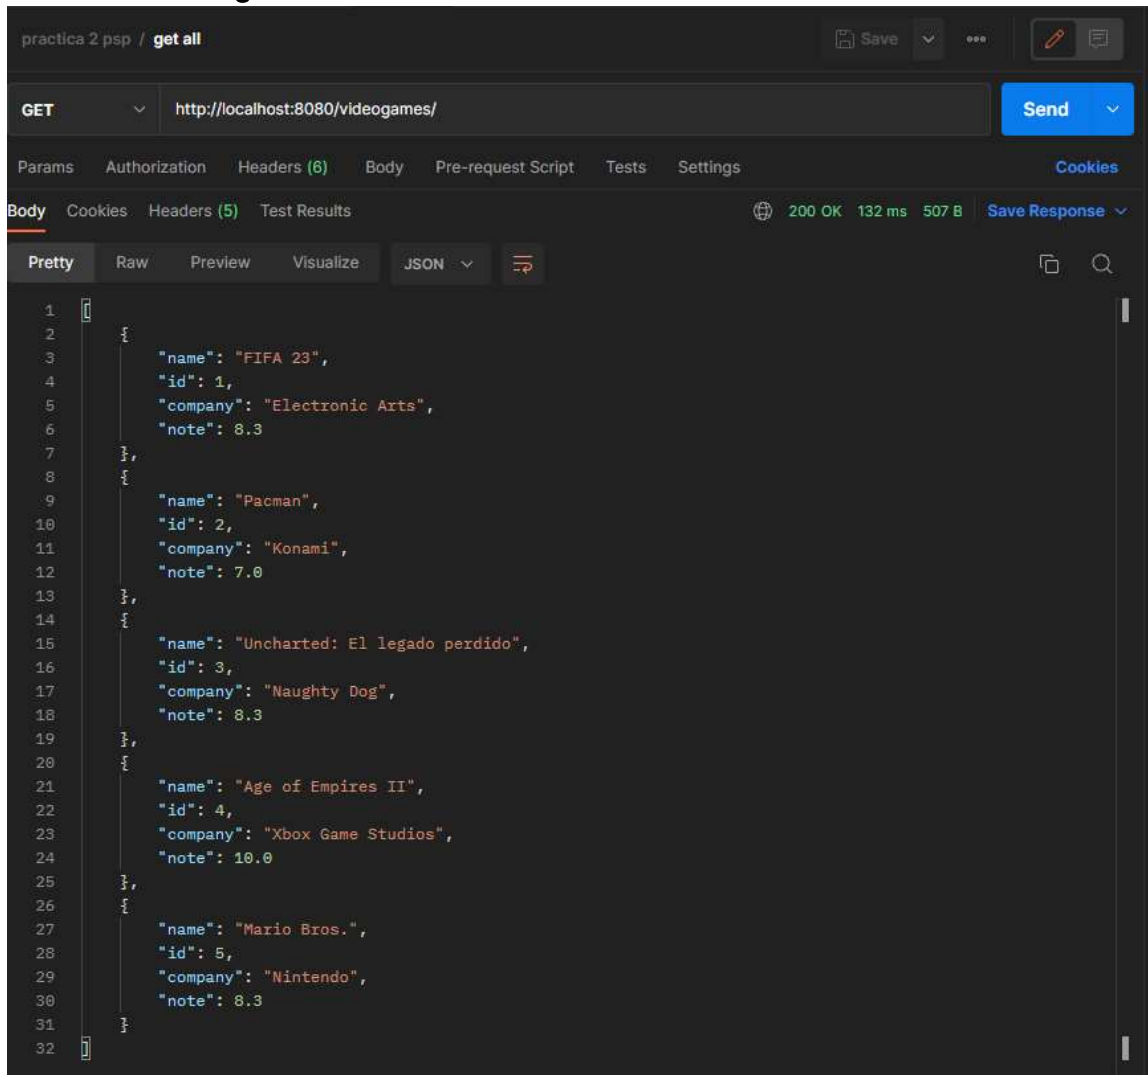 g
practica 2 psp / get all Save
GET http://localhost:8080/videogames/ Send
Params Authorization Headers (6) Body Pre-request Script Tests Settings Cookies
Body Cookies Headers (5) Test Results 200 OK 132 ms 507 B Save Response
Pretty Raw Preview Visualize JSON
1 [
2 {
3 "name": "FIFA 23",
4 "id": 1,
5 "company": "Electronic Arts",
6 "note": 8.3
7 },
8 {
9 "name": "Pacman",
10 "id": 2,
11 "company": "Konami",
12 "note": 7.0
13 },
14 {
15 "name": "Uncharted: El legado perdido",
16 "id": 3,
17 "company": "Naughty Dog",
18 "note": 8.3
19 },
20 {
21 "name": "Age of Empires II",
22 "id": 4,
23 "company": "Xbox Game Studios",
24 "note": 10.0
25 },
26 {
27 "name": "Mario Bros.",
28 "id": 5,
29 "company": "Nintendo",
30 "note": 8.3
31 }
32 ]